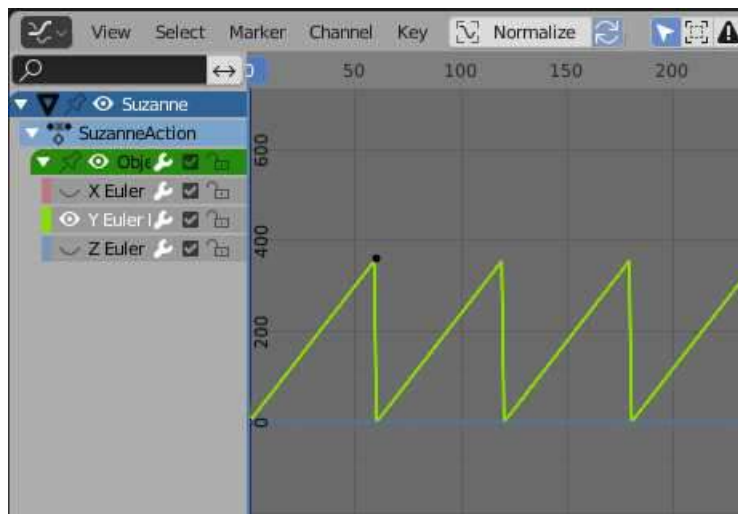 View Select Marker Channel Key Normalize
50 100 150 200
Suzanne
SuzanneAction
Obje
X Euler
Y Euler
Z Euler
600
400
200
0